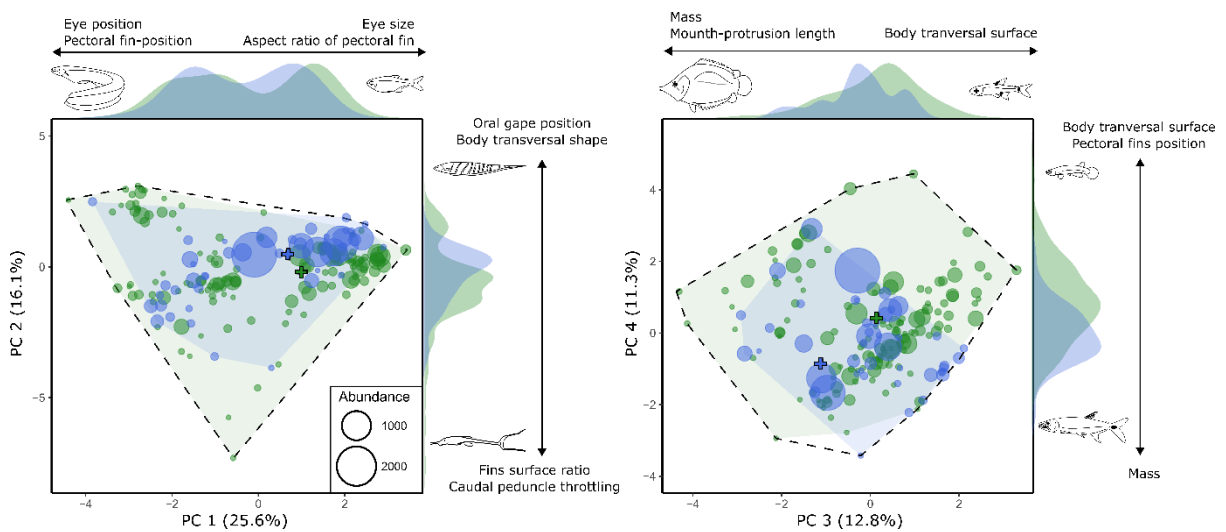 Eye position
Pectoral fin-position
Eye size
Aspect ratio of pectoral fin
5
0
−5
PC 2 (16.1%)
−4
−2
0
2
PC 1 (25.6%)
Oral gape position
Body transversal shape
Fins surface ratio
Caudal peduncle throttling
Abundance
1000
2000
Mass
Mounth-protrusion length
Body tranversal surface
4
2
0
−2
−4
PC 4 (11.3%)
−4
−2
0
2
PC 3 (12.8%)
Body tranversal surface
Pectoral fins position
Mass